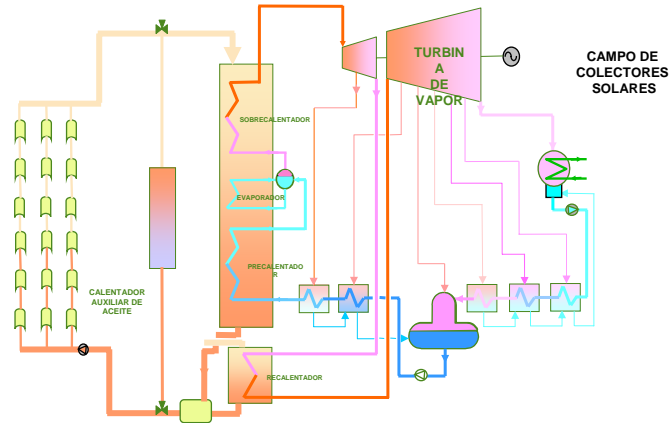 TURBIN
A
DE
VAPOR
CAMPO DE
COLECTORES
SOLARES
SOBRECALENTADOR
EVAPORADOR
PRECALENTADO
R
CALENTADOR
AUXILIAR DE
ACEITE
RECALENTADOR